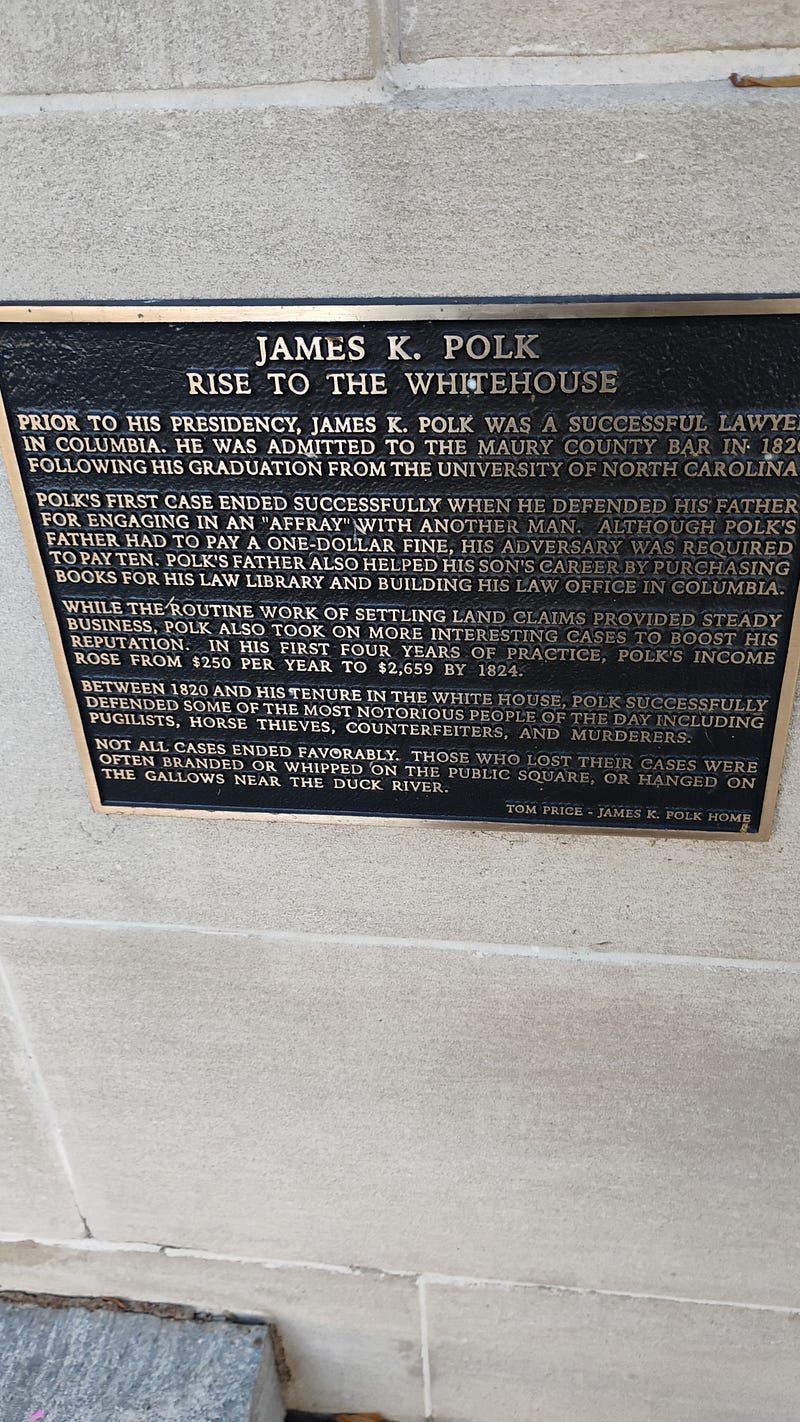 JAMES K. POLK
RISE TO THE WHITEHOUSE
PRIOR TO HIS PRESIDENCY, JAMES K. POLK WAS A SUCCESSFUL LAWYE
IN COLUMBIA. HE WAS ADMITTED TO THE MAURY COUNTY BAR IN 1820
FOLLOWING HIS GRADUATION FROM THE UNIVERSITY OF NORTH CAROLINA
POLK'S FIRST CASE ENDED SUCCESSFULLY WHEN HE DEFENDED HIS FATHER
FOR ENGAGING IN AN "AFFRAY" WITH ANOTHER MAN. ALTHOUGH POLK'S
FATHER HAD TO PAY A ONE-DOLLAR FINE, HIS ADVERSARY WAS REQUIRED
TO PAY TEN. POLK'S FATHER ALSO HELPED HIS SON'S CAREER BY PURCHASING
BOOKS FOR HIS LAW LIBRARY AND BUILDING HIS LAW OFFICE IN COLUMBIA.
WHILE THE ROUTINE WORK OF SETTLING LAND CLAIMS PROVIDED STEADY
BUSINESS, POLK ALSO TOOK ON MORE INTERESTING CASES TO BOOST HIS
REPUTATION. IN HIS FIRST FOUR YEARS OF PRACTICE, POLK'S INCOME
ROSE FROM $250 PER YEAR TO $2,659 BY 1824.
BETWEEN 1820 AND HIS TENURE IN THE WHITE HOUSE, POLK SUCCESSFULLY
DEFENDED SOME OF THE MOST NOTORIOUS PEOPLE OF THE DAY INCLUDING
PUGILISTS, HORSE THIEVES, COUNTERFEITERS, AND MURDERERS.
NOT ALL CASES ENDED FAVORABLY. THOSE WHO LOST THEIR CASES WERE
OFTEN BRANDED OR WHIPPED ON THE PUBLIC SQUARE, OR HANGED ON
THE GALLOWS NEAR THE DUCK RIVER.
TOM PRICE - JAMES K. POLK HOME